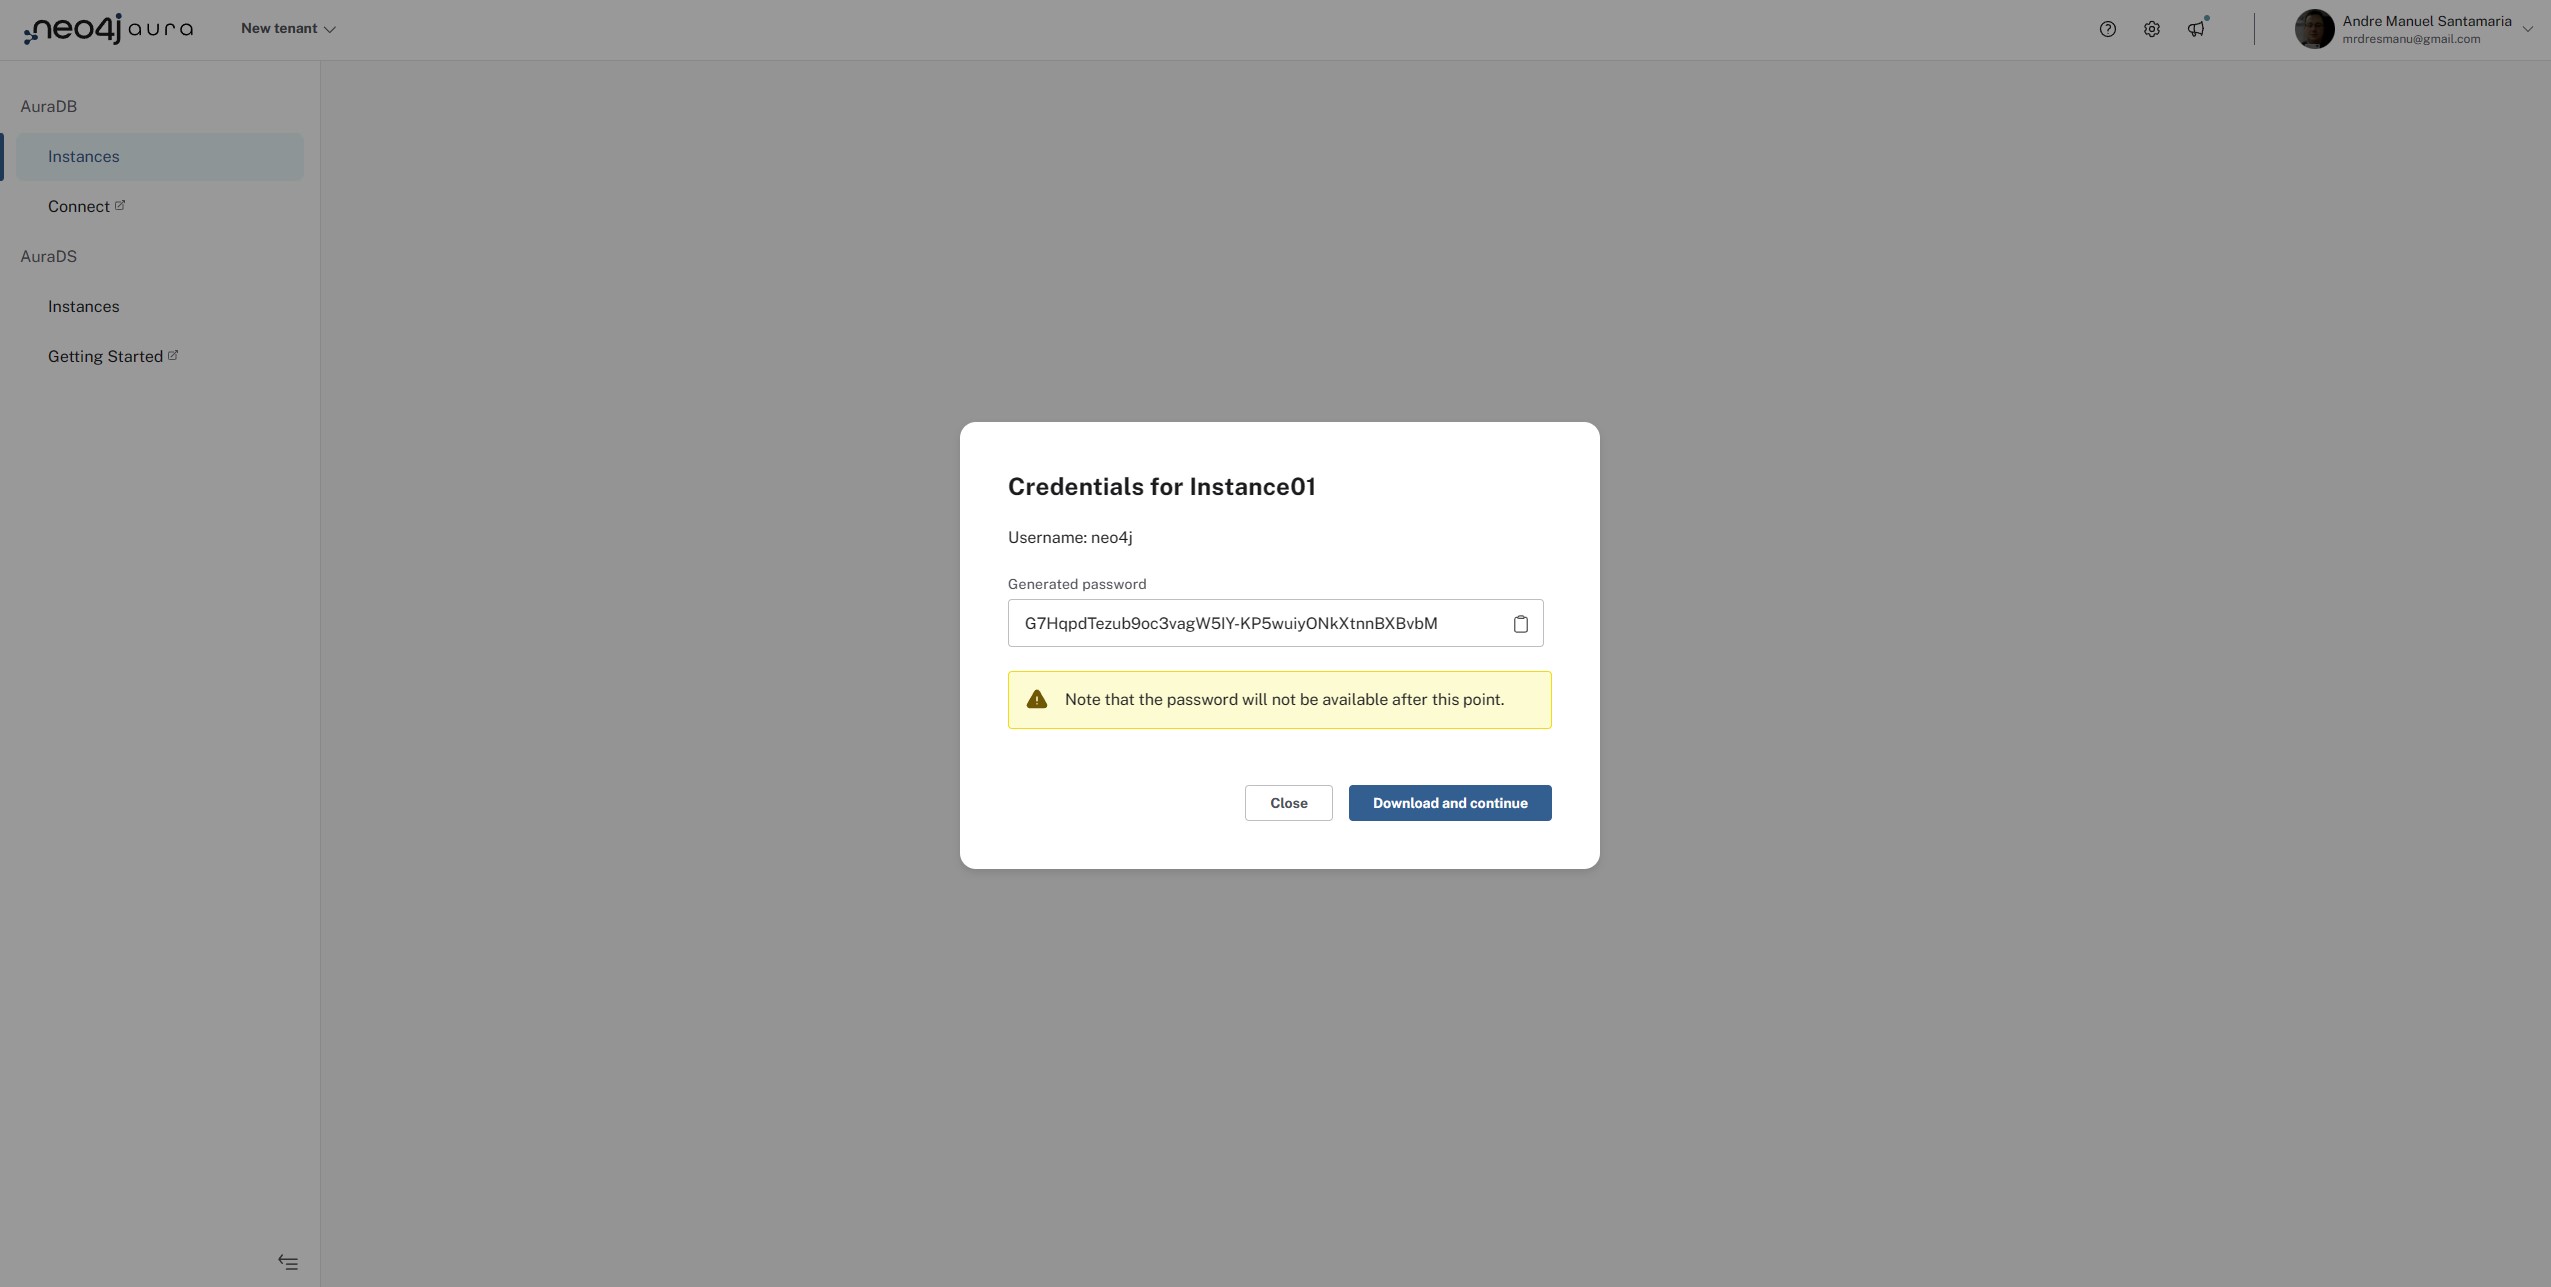 neo4j aura
New tenant
Andre Manuel Santamaria
mrdresmanu@gmail.com
AuraDB
Instances
Connect
AuraDS
Instances
Getting Started
Credentials for Instance01
Username: neo4j
Generated password
G7HqpdTezub9oc3vagW5IY-KP5wuiyONkXtnnBXBvbM
Note that the password will not be available after this point.
Close
Download and continue